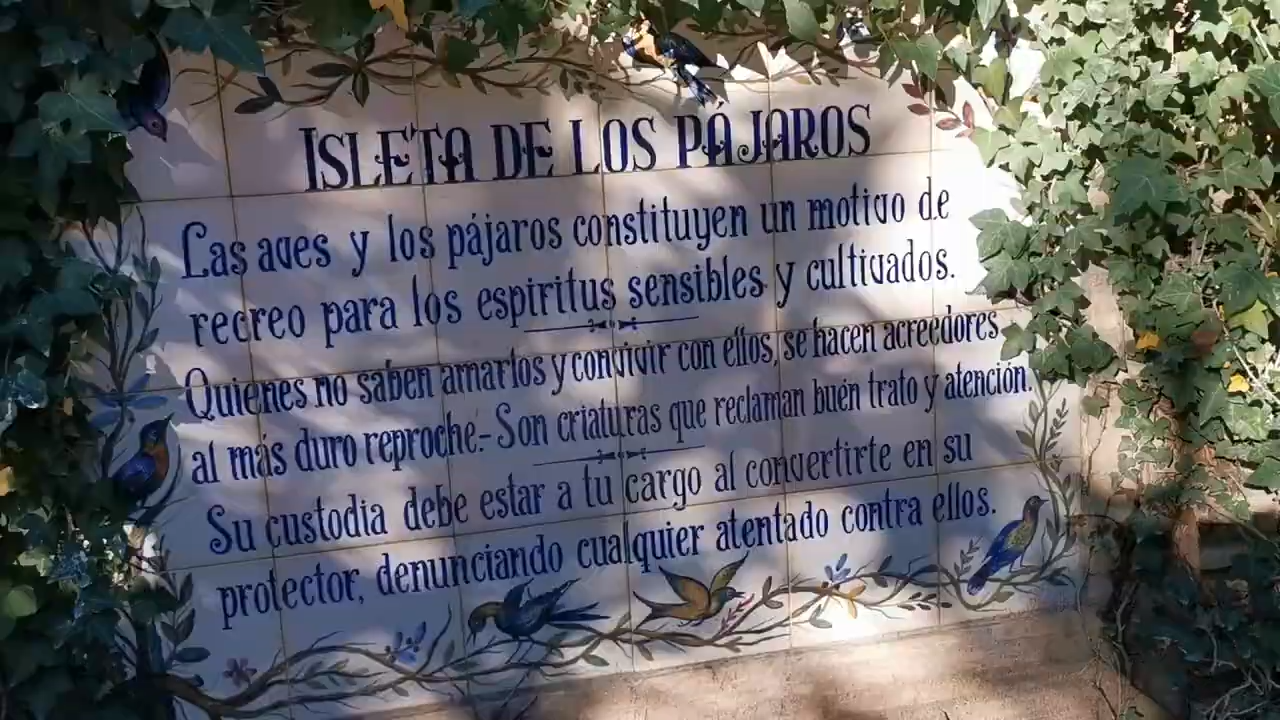 ISLETA DE LOS PÁJAROS
Las aves y los pájaros constituyen un motivo de
recreo para los espiritus sensibles y cultivados.
Quienes no saben amarlos y convivir con ellos, se hacen acreedores
al más duro reproche.- Son criaturas que reclaman buen trato y atención.
Su custodia debe estar a tu cargo al convertirte en su
protector, denunciando cualquier atentado contra ellos.